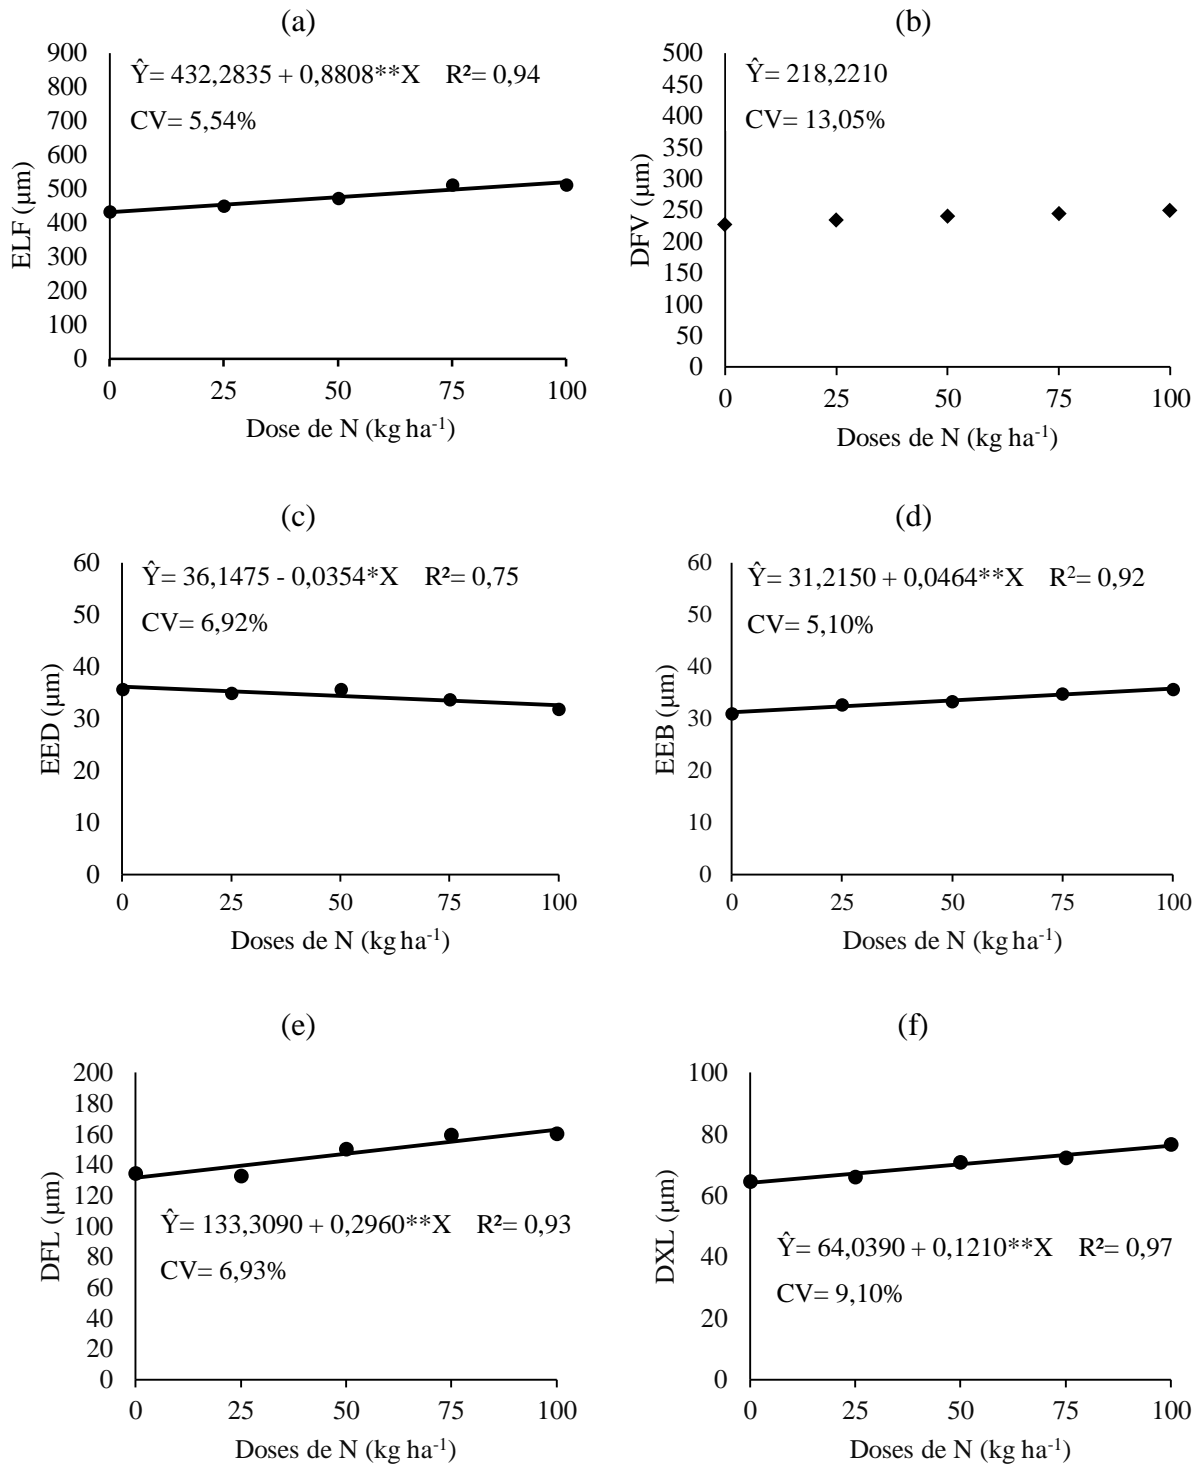 (a)
900
800
700
600
500
400
300
200
100
0
ELF (µm)
Ŷ= 432,2835 + 0,8808**X R²= 0,94
CV= 5,54%
0 25 50 75 100
Dose de N (kg ha-1)
(b)
500
450
400
350
300
250
200
150
100
50
0
DFV (µm)
Ŷ= 218,2210
CV= 13,05%
0 25 50 75 100
Doses de N (kg ha-1)
(c)
60
50
40
30
20
10
0
EED (µm)
Ŷ= 36,1475 - 0,0354*X R²= 0,75
CV= 6,92%
0 25 50 75 100
Doses de N (kg ha-1)
(d)
60
50
40
30
20
10
0
EEB (µm)
Ŷ= 31,2150 + 0,0464**X R2= 0,92
CV= 5,10%
0 25 50 75 100
Doses de N (kg ha-1)
(e)
200
180
160
140
120
100
80
60
40
20
0
DFL (µm)
Ŷ= 133,3090 + 0,2960**X R²= 0,93
CV= 6,93%
0 25 50 75 100
Doses de N (kg ha-1)
(f)
100
80
60
40
20
0
DXL (µm)
Ŷ= 64,0390 + 0,1210**X R²= 0,97
CV= 9,10%
0 25 50 75 100
Doses de N (kg ha-1)